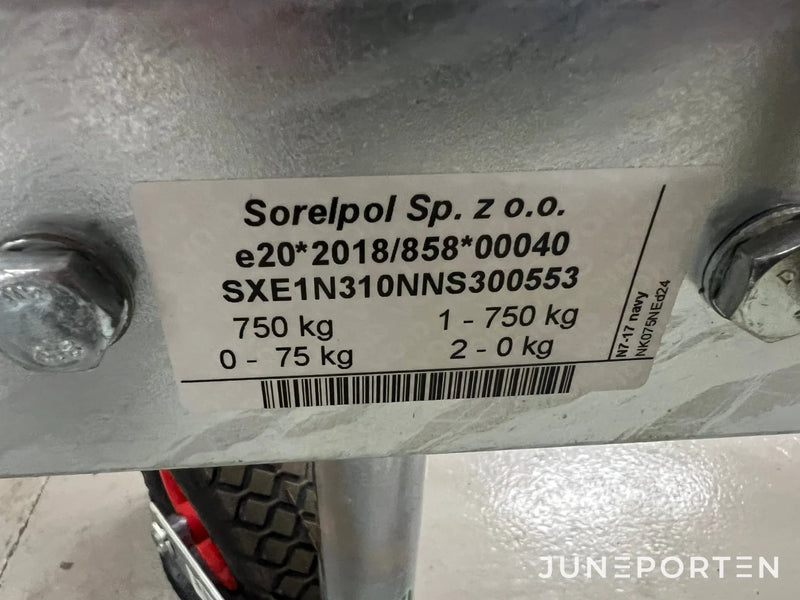 Sorelpol Sp. z o.o.
e20*2018/858*00040
SXE1N310NNS300553
750 kg 1 - 750 kg
0 - 75 kg 2 - 0 kg
N7-17 navy
NK075NEd24
JUNEPORTEN